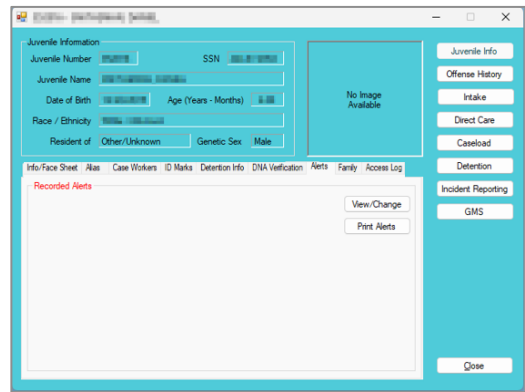 Juvenile Information
Juvenile Number
SSN
Juvenile Name
Date of Birth
Age (Years - Months)
Race / Ethnicity
Resident of Other/Unknown
Genetic Sex Male
No Image
Available
Juvenile Info
Offense History
Intake
Direct Care
Caseload
Detention
Incident Reporting
GMS
Info/Face Sheet Alias Case Workers ID Marks Detention Info DNA Verification Alerts Family Access Log
Recorded Alerts
View/Change
Print Alerts
Close